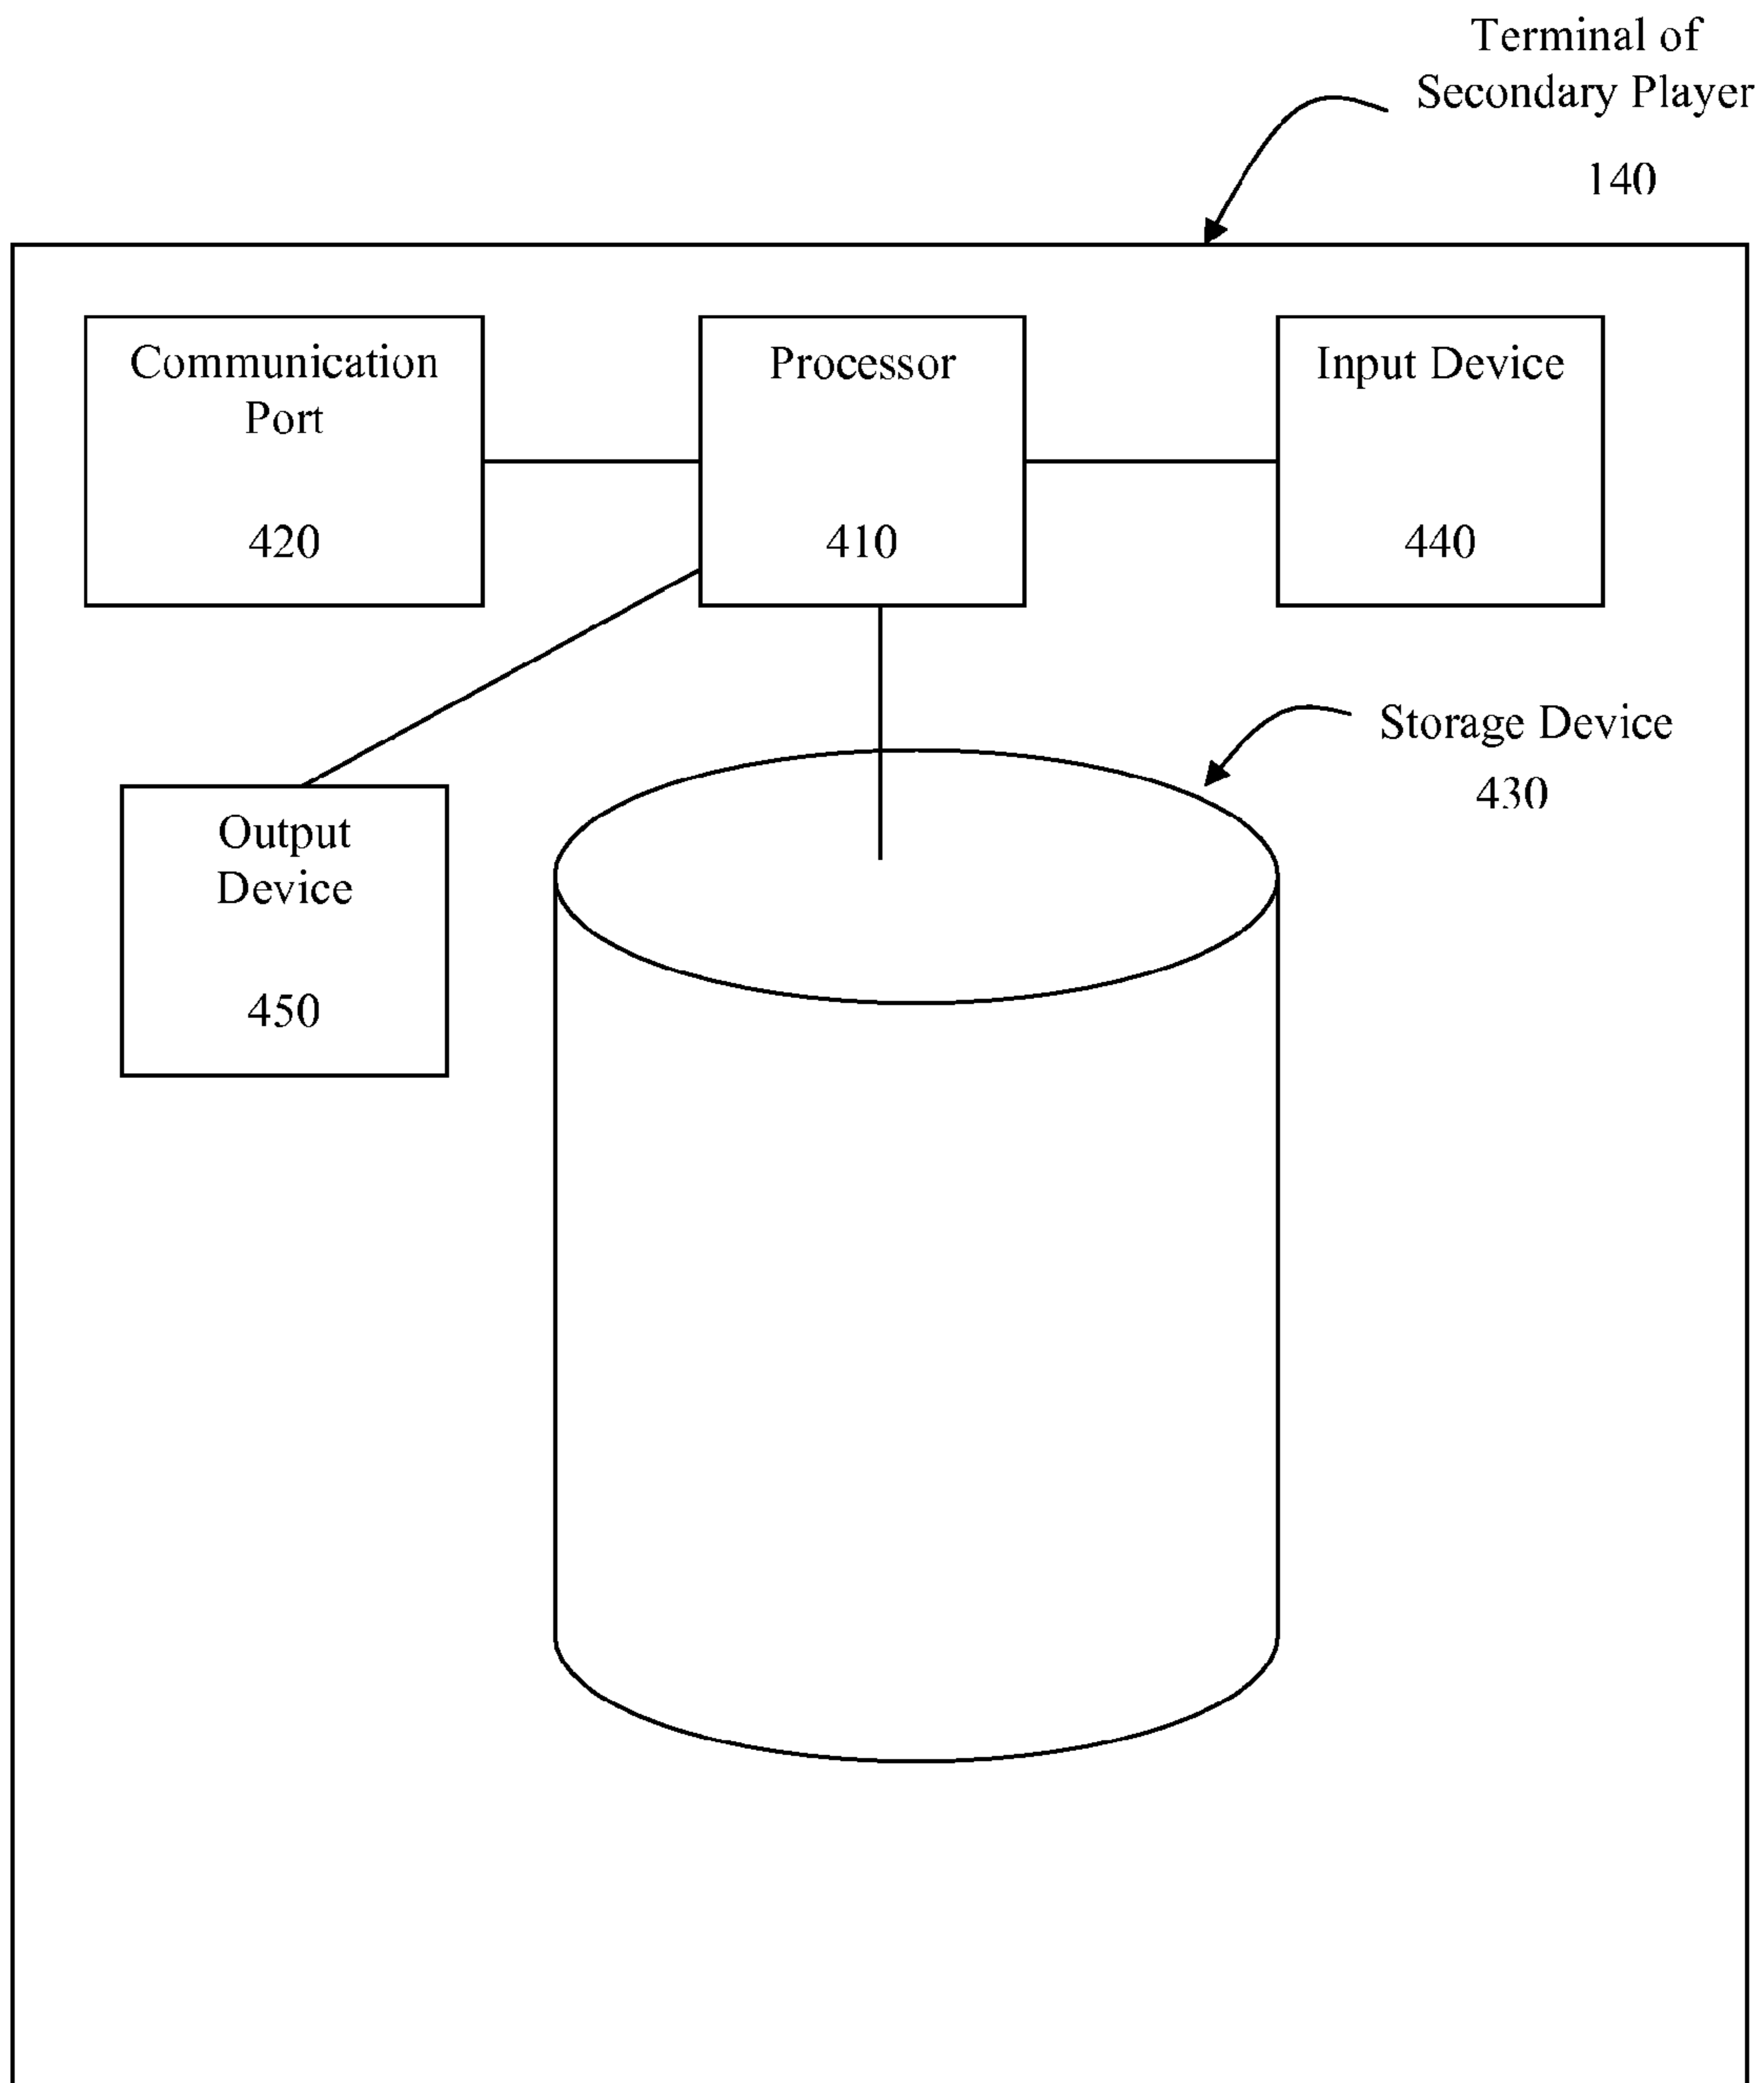 Terminal of
Secondary Player
140
Communication
Port
420
Processor
410
Input Device
440
Storage Device
430
Output
Device
450